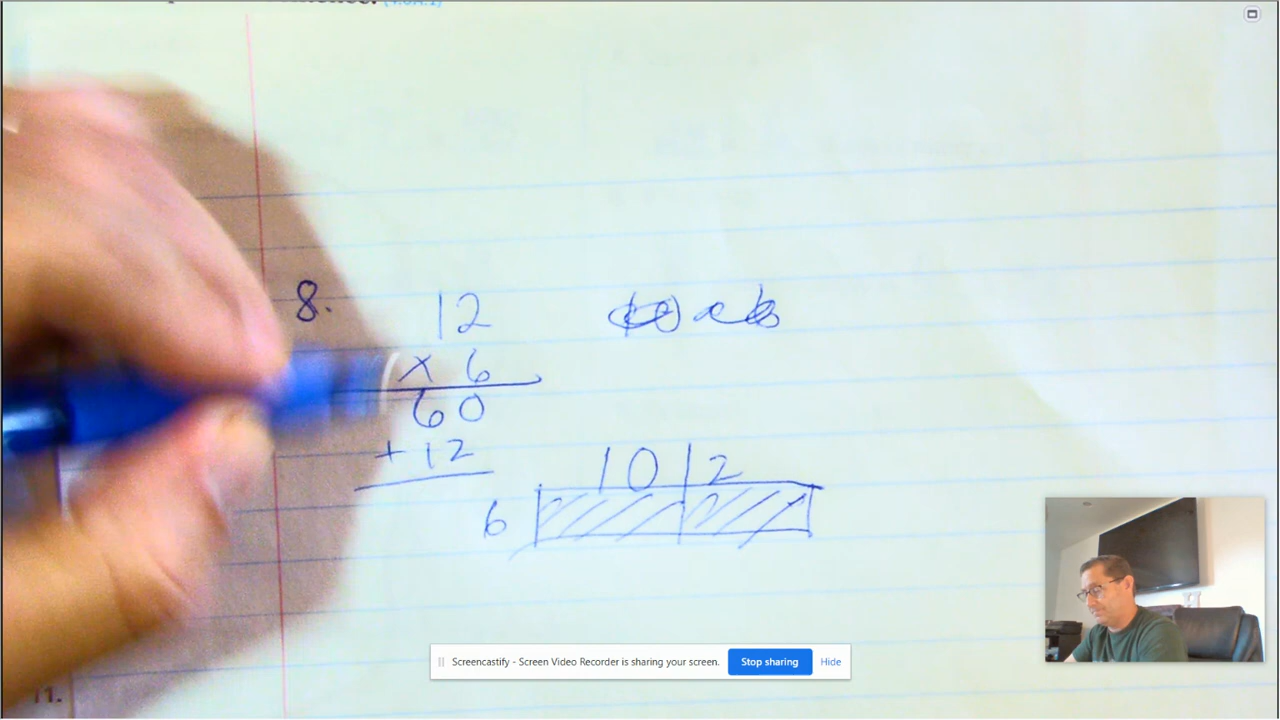 8. 12
x 6
60
+ 12
10 | 2
6
11.
Screencastify - Screen Video Recorder is sharing your screen.
Stop sharing
Hide